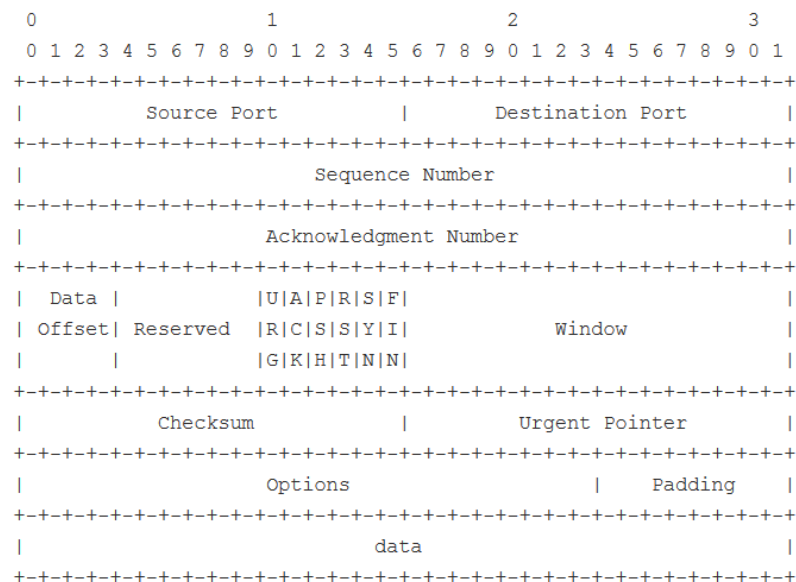 0                   1                   2                   3
 0 1 2 3 4 5 6 7 8 9 0 1 2 3 4 5 6 7 8 9 0 1 2 3 4 5 6 7 8 9 0 1
+-+-+-+-+-+-+-+-+-+-+-+-+-+-+-+-+-+-+-+-+-+-+-+-+-+-+-+-+-+-+-+-+
|          Source Port          |       Destination Port        |
+-+-+-+-+-+-+-+-+-+-+-+-+-+-+-+-+-+-+-+-+-+-+-+-+-+-+-+-+-+-+-+-+
|                        Sequence Number                        |
+-+-+-+-+-+-+-+-+-+-+-+-+-+-+-+-+-+-+-+-+-+-+-+-+-+-+-+-+-+-+-+-+
|                    Acknowledgment Number                      |
+-+-+-+-+-+-+-+-+-+-+-+-+-+-+-+-+-+-+-+-+-+-+-+-+-+-+-+-+-+-+-+-+
|  Data |           |U|A|P|R|S|F|                               |
| Offset| Reserved  |R|C|S|S|Y|I|            Window             |
|       |           |G|K|H|T|N|N|                               |
+-+-+-+-+-+-+-+-+-+-+-+-+-+-+-+-+-+-+-+-+-+-+-+-+-+-+-+-+-+-+-+-+
|           Checksum            |         Urgent Pointer        |
+-+-+-+-+-+-+-+-+-+-+-+-+-+-+-+-+-+-+-+-+-+-+-+-+-+-+-+-+-+-+-+-+
|                    Options                    |    Padding    |
+-+-+-+-+-+-+-+-+-+-+-+-+-+-+-+-+-+-+-+-+-+-+-+-+-+-+-+-+-+-+-+-+
|                             data                              |
+-+-+-+-+-+-+-+-+-+-+-+-+-+-+-+-+-+-+-+-+-+-+-+-+-+-+-+-+-+-+-+-+